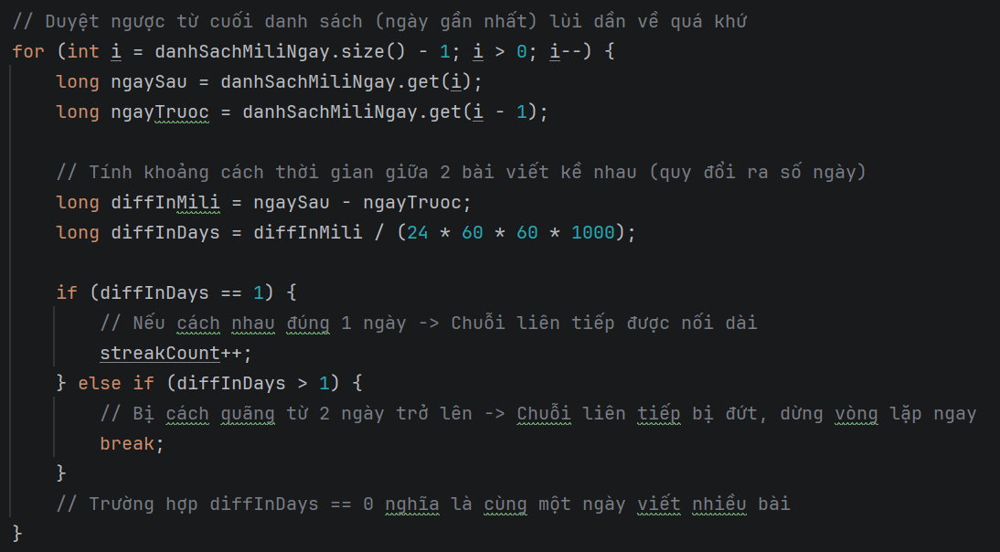 // Duyệt ngược từ cuối danh sách (ngày gần nhất) lùi dần về quá khứ
for (int i = danhSachMiliNgay.size() - 1; i > 0; i--) {
    long ngaySau = danhSachMiliNgay.get(i);
    long ngayTruoc = danhSachMiliNgay.get(i - 1);

    // Tính khoảng cách thời gian giữa 2 bài viết kề nhau (quy đổi ra số ngày)
    long diffInMili = ngaySau - ngayTruoc;
    long diffInDays = diffInMili / (24 * 60 * 60 * 1000);

    if (diffInDays == 1) {
        // Nếu cách nhau đúng 1 ngày -> Chuỗi liên tiếp được nối dài
        streakCount++;
    } else if (diffInDays > 1) {
        // Bị cách quãng từ 2 ngày trở lên -> Chuỗi liên tiếp bị đứt, dừng vòng lặp ngay
        break;
    }
    // Trường hợp diffInDays == 0 nghĩa là cùng một ngày viết nhiều bài
}